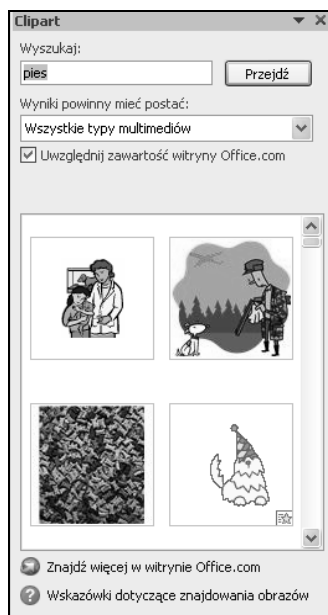 Clipart
Wyszukaj:
pies
Przejdź
Wyniki powinny mieć postać:
Wszystkie typy multimediów
Uwzględnij zawartość witryny Office.com
Znajdź więcej w witrynie Office.com
Wskazówki dotyczące znajdowania obrazów